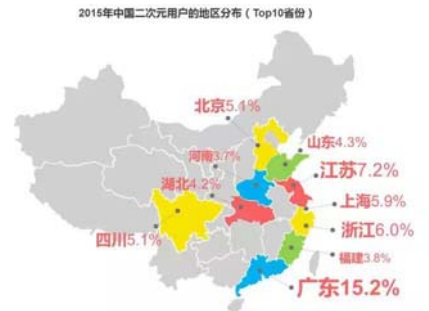 2015年中国二次元用户的地区分布（Top10省份）
北京5.1%
山东4.3%
河南3.7%
江苏7.2%
湖北4.2%
上海5.9%
四川5.1%
浙江6.0%
福建3.8%
广东15.2%